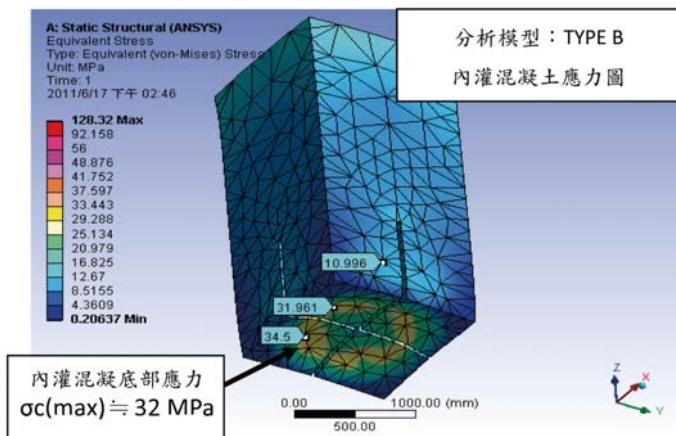 A: Static Structural (ANSYS)
Equivalent Stress
Type: Equivalent (von-Mises) Stress
Unit: MPa
Time: 1
2011/6/17 下午 02:46
128.32 Max
92.158
56
48.876
41.752
37.597
33.443
29.288
25.134
20.979
16.825
12.67
8.5155
4.3609
0.20637 Min
分析模型：TYPE B
內灌混凝土應力圖
10.996
31.961
34.5
內灌混凝底部應力
σc(max)≒32 MPa
0.00 1000.00 (mm)
500.00
Z
X
Y